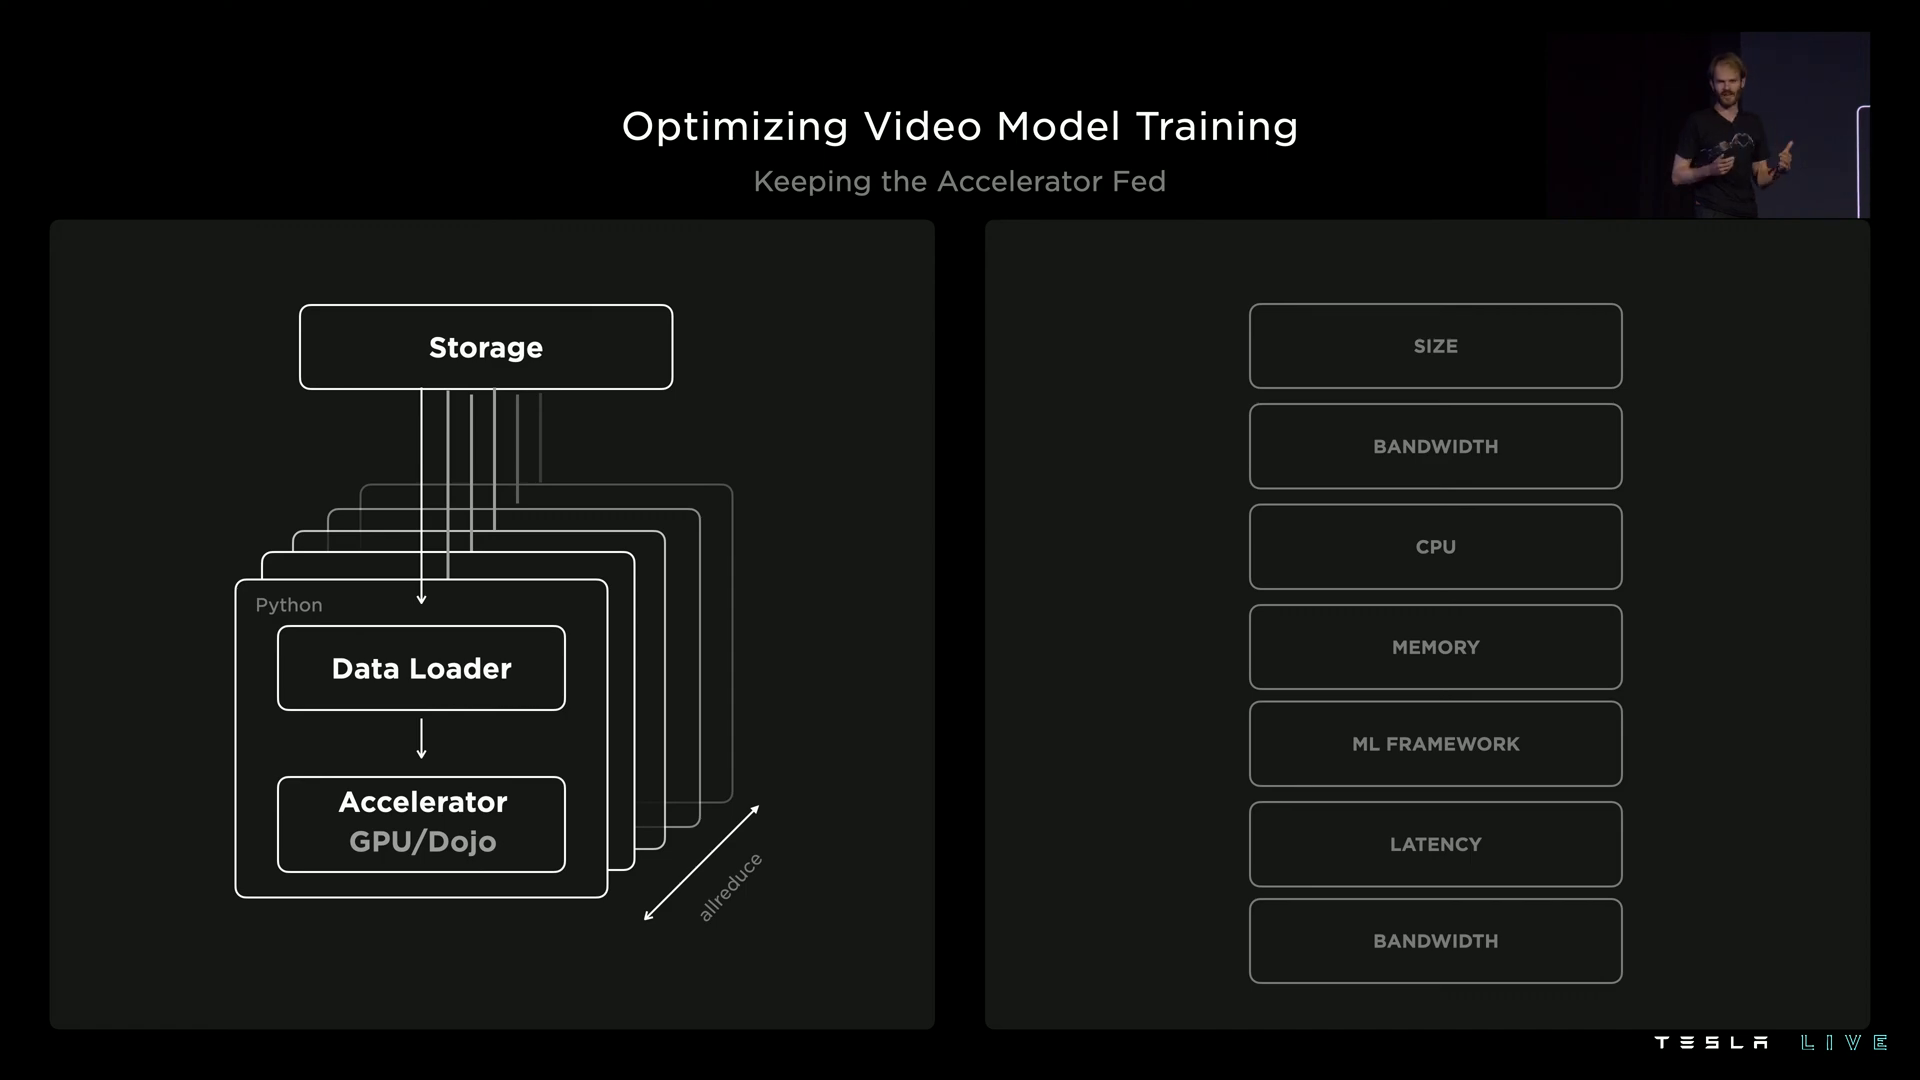 Optimizing Video Model Training
Keeping the Accelerator Fed
Storage
Python
Data Loader
Accelerator
GPU/Dojo
allreduce
SIZE
BANDWIDTH
CPU
MEMORY
ML FRAMEWORK
LATENCY
BANDWIDTH
TESLA LIVE